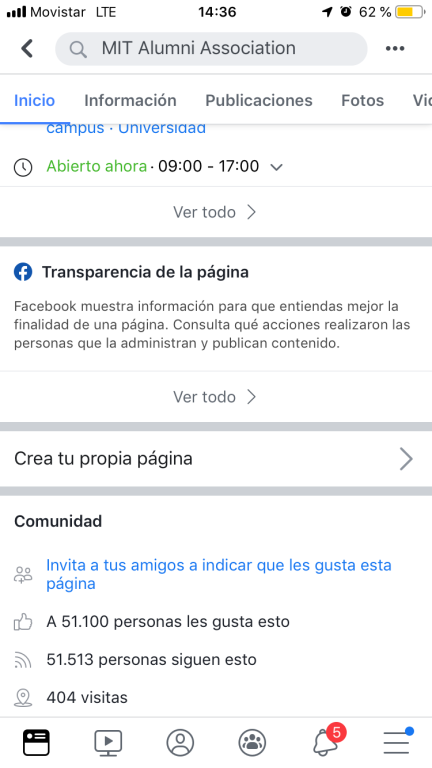 Movistar LTE 14:36 62 %
MIT Alumni Association
Inicio Información Publicaciones Fotos Vid
campus · Universidad
Abierto ahora · 09:00 - 17:00
Ver todo
Transparencia de la página
Facebook muestra información para que entiendas mejor la
finalidad de una página. Consulta qué acciones realizaron las
personas que la administran y publican contenido.
Ver todo
Crea tu propia página
Comunidad
Invita a tus amigos a indicar que les gusta esta
página
A 51.100 personas les gusta esto
51.513 personas siguen esto
404 visitas
5